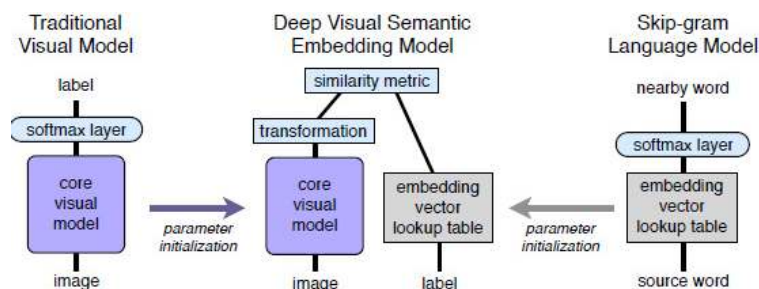 Traditional
Visual Model
label
softmax layer
core
visual
model
image
parameter
initialization
Deep Visual Semantic
Embedding Model
similarity metric
transformation
core
visual
model
image
embedding
vector
lookup table
label
parameter
initialization
Skip-gram
Language Model
nearby word
softmax layer
embedding
vector
lookup table
source word